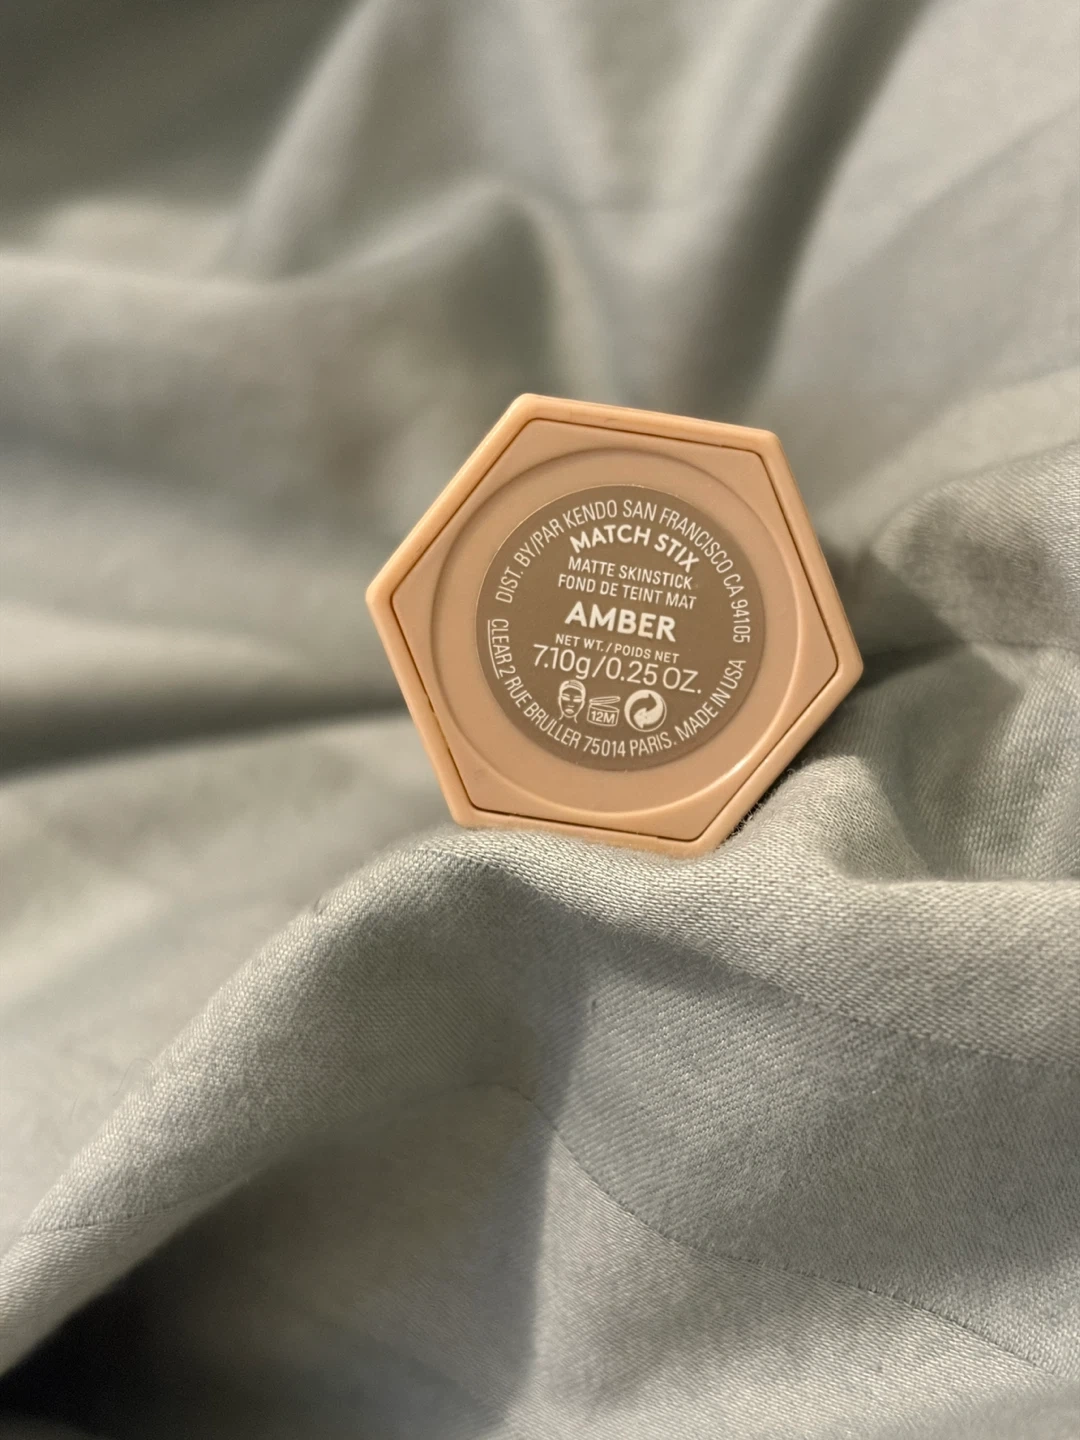 DIST. BY/PAR KENDO SAN FRANCISCO CA 94105
MATCH STIX
MATTE SKINSTICK
FOND DE TEINT MAT
AMBER
NET WT./POIDS NET
7.10g/0.25 OZ.
12M
CLEAR 2 RUE BRULLER 75014 PARIS. MADE IN USA